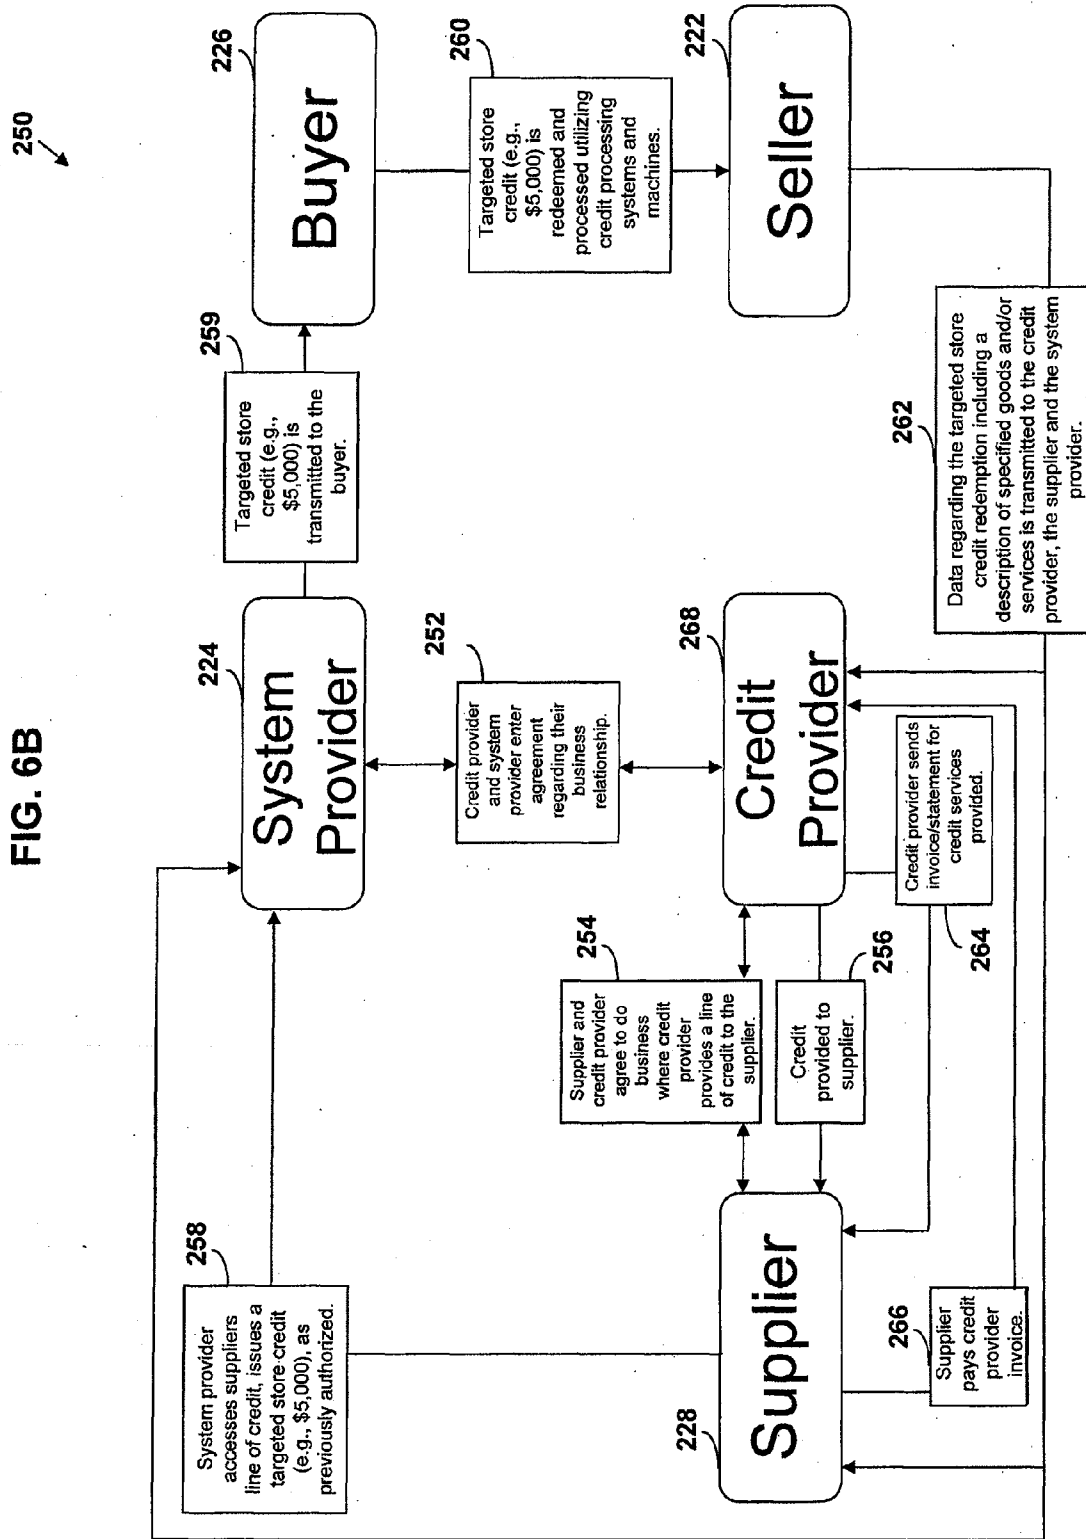 FIG. 6B
250
258
System provider
accesses suppliers
line of credit, issues a
targeted store credit
(e.g., $5,000), as
previously authorized.
224
System
Provider
259
Targeted store
credit (e.g.,
$5,000) is
transmitted to the
buyer.
226
Buyer
252
Credit provider
and system
provider enter
agreement
regarding their
business
relationship.
260
Targeted store
credit (e.g.,
$5,000) is
redeemed and
processed utilizing
credit processing
systems and
machines.
254
Supplier and
credit provider
agree to do
business
where credit
provider
provides a line
of credit to the
supplier.
228
Supplier
256
Credit
provided to
supplier.
268
Credit
Provider
222
Seller
264
Credit provider sends
invoice/statement for
credit services
provided.
266
Supplier
pays credit
provider
invoice.
262
Data regarding the targeted store
credit redemption including a
description of specified goods and/or
services is transmitted to the credit
provider, the supplier and the system
provider.